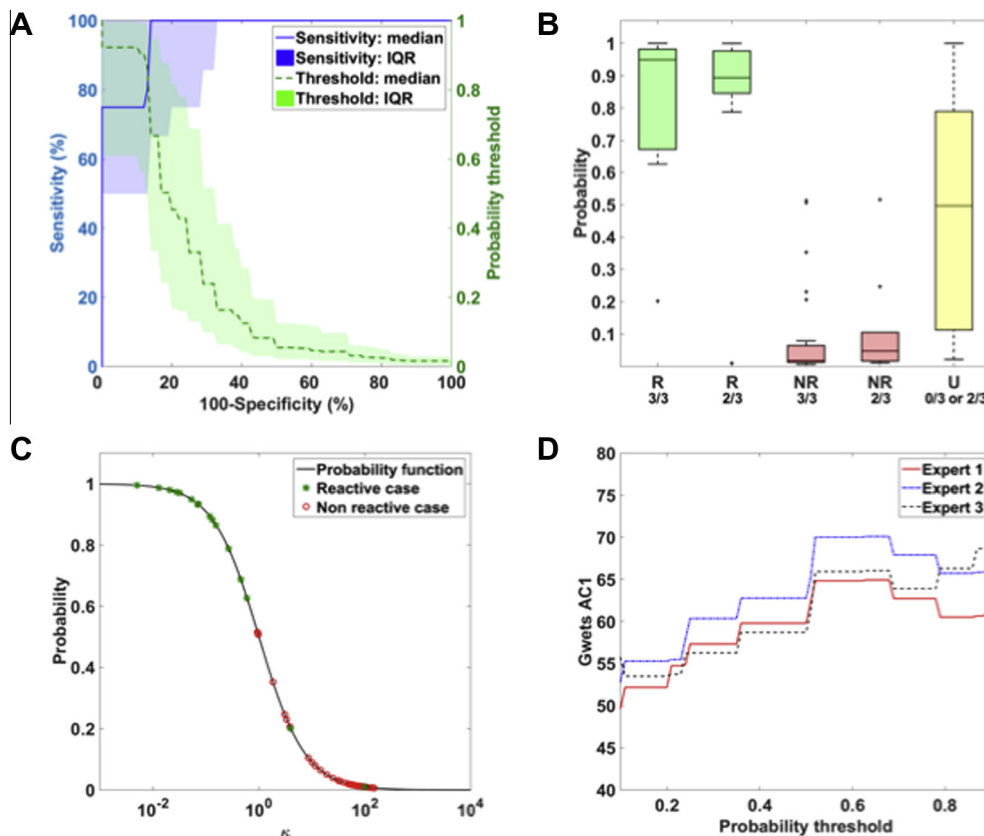 A
100
80
60
40
20
0
Sensitivity (%)
Sensitivity: median
Sensitivity: IQR
Threshold: median
Threshold: IQR
1
0.8
0.6
0.4
0.2
0
Probability threshold
0 20 40 60 80 100
100-Specificity (%)
B
1
0.9
0.8
0.7
0.6
0.5
0.4
0.3
0.2
0.1
Probability
R R NR NR U
3/3 2/3 3/3 2/3 0/3 or 2/3
C
1
0.8
0.6
0.4
0.2
0
Probability
Probability function
Reactive case
Non reactive case
10-2 100 102 104
κ
D
80
75
70
65
60
55
50
45
40
Gwets AC1
Expert 1
Expert 2
Expert 3
0.2 0.4 0.6 0.8
Probability threshold